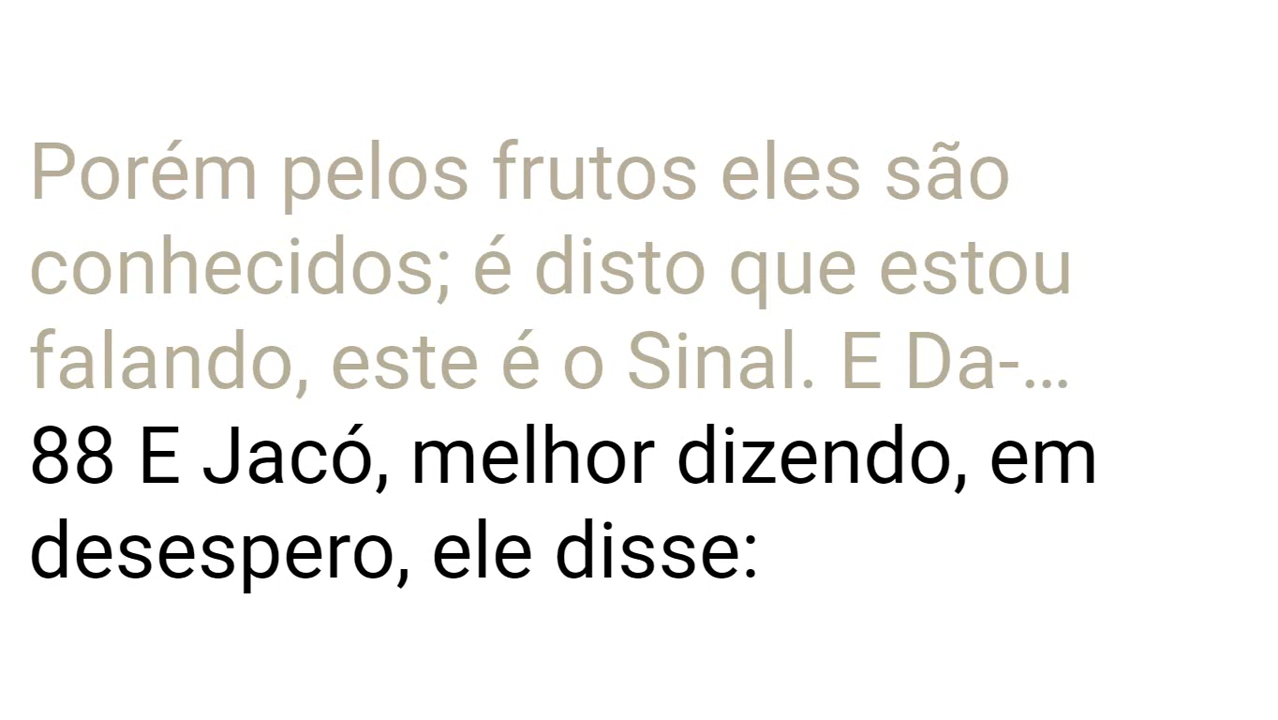 Porém pelos frutos eles são
conhecidos; é disto que estou
falando, este é o Sinal. E Da-...
88 E Jacó, melhor dizendo, em
desespero, ele disse: